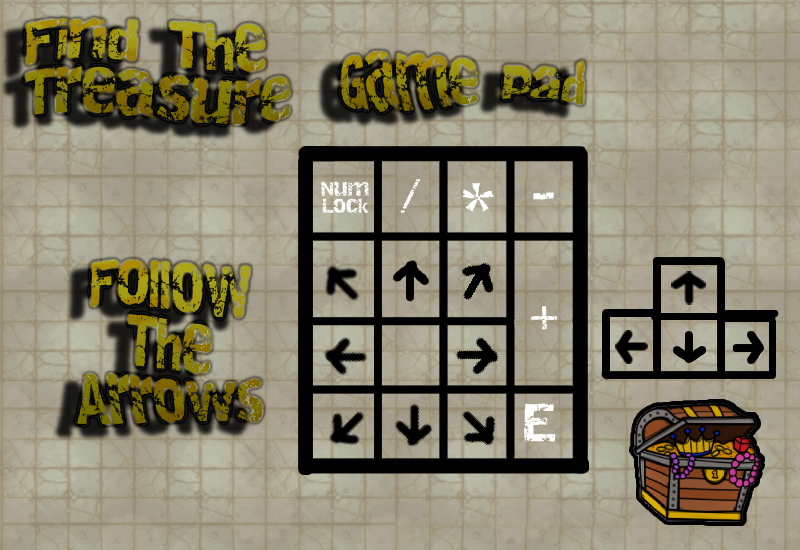 Find The
Treasure
Game Pad
Num
Lock
/
*
-
+
Follow
The
Arrows
E